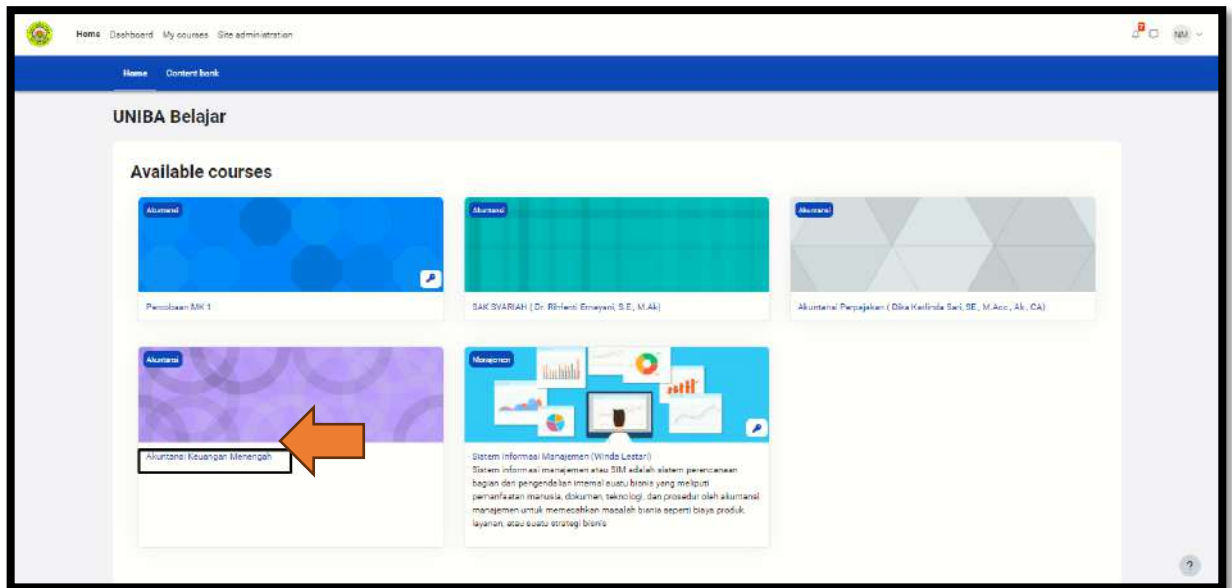 Home Dashboard My courses Site administration
7
NM
Home Content bank
UNIBA Belajar
Available courses
Akuntansi
Akuntansi
Akuntansi
Percobaan MK 1
SAK SYARIAH ( Dr. Ernayani, S.E., M.Ak)
Akuntansi Perpajakan ( Dika Karlinda Sari, SE., M.Acc., Ak., CA)
Akuntansi
Manajemen
Akuntansi Keuangan Menengah
Sistem Informasi Manajemen (Winda Lestari)
Sistem informasi manajemen atau SIM adalah sistem perencanaan
bagian dari pengendalian internal suatu bisnis yang meliputi
pemanfaatan manusia, dokumen, teknologi, dan prosedur oleh akuntansi
manajemen untuk memecahkan masalah bisnis seperti biaya produk,
layanan, atau suatu strategi bisnis
?